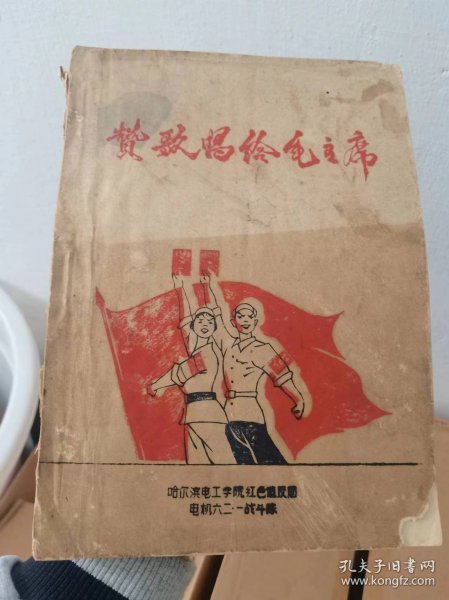 赞歌唱给毛主席
哈尔滨电工学院红色造反团
电机六二·一战斗队
孔夫子旧书网
www.kongfz.com